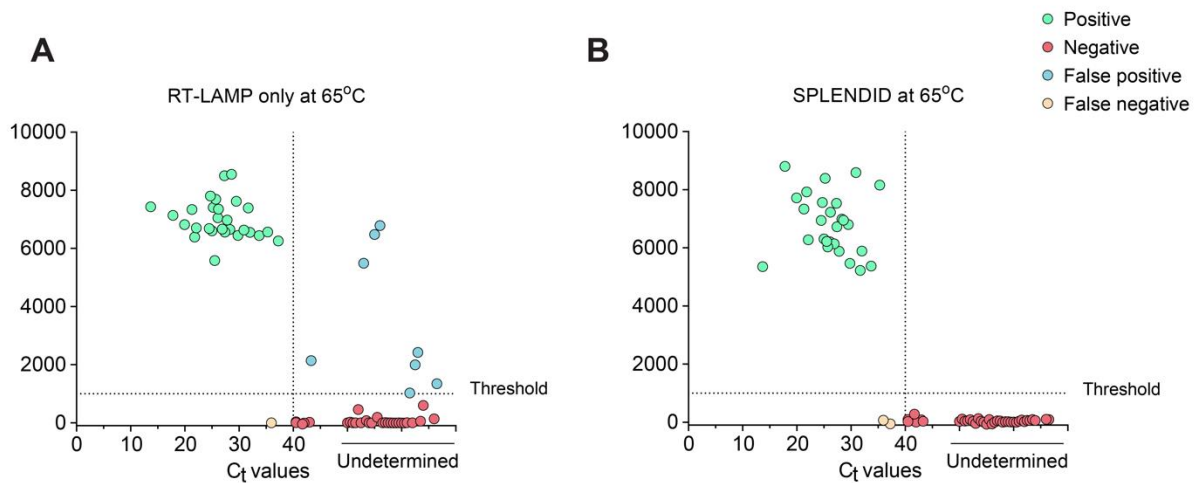 A
B
Positive
Negative
False positive
False negative
RT-LAMP only at 65°C
10000
8000
6000
4000
2000
0
0
10
20
30
40
Threshold
Undetermined
Ct values
SPLENDID at 65°C
10000
8000
6000
4000
2000
0
0
10
20
30
40
Threshold
Undetermined
Ct values